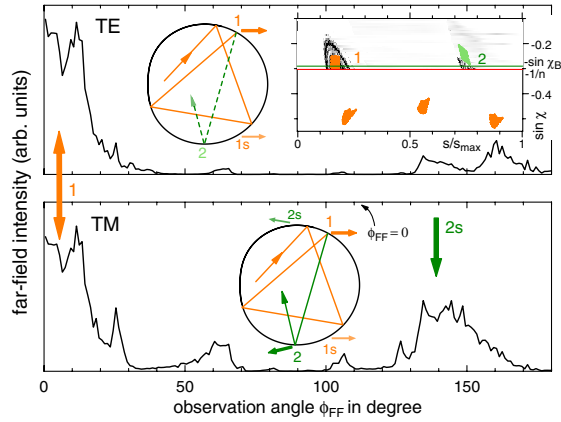 TE
1
2
1s
1
2
-0.2
-sin χB
-1/n
-0.4
sin χ
0
0.5
1
s/smax
far-field intensity (arb. units)
1
TM
2s
1
2
1s
ϕFF=0
2s
0
50
100
150
observation angle ϕFF in degree